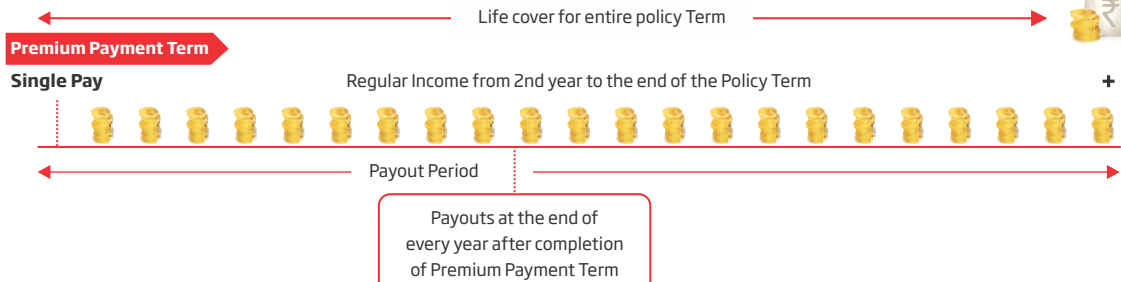 Life cover for entire policy Term
₹
Premium Payment Term
Single Pay
Regular Income from 2nd year to the end of the Policy Term
+
Payout Period
Payouts at the end of
every year after completion
of Premium Payment Term